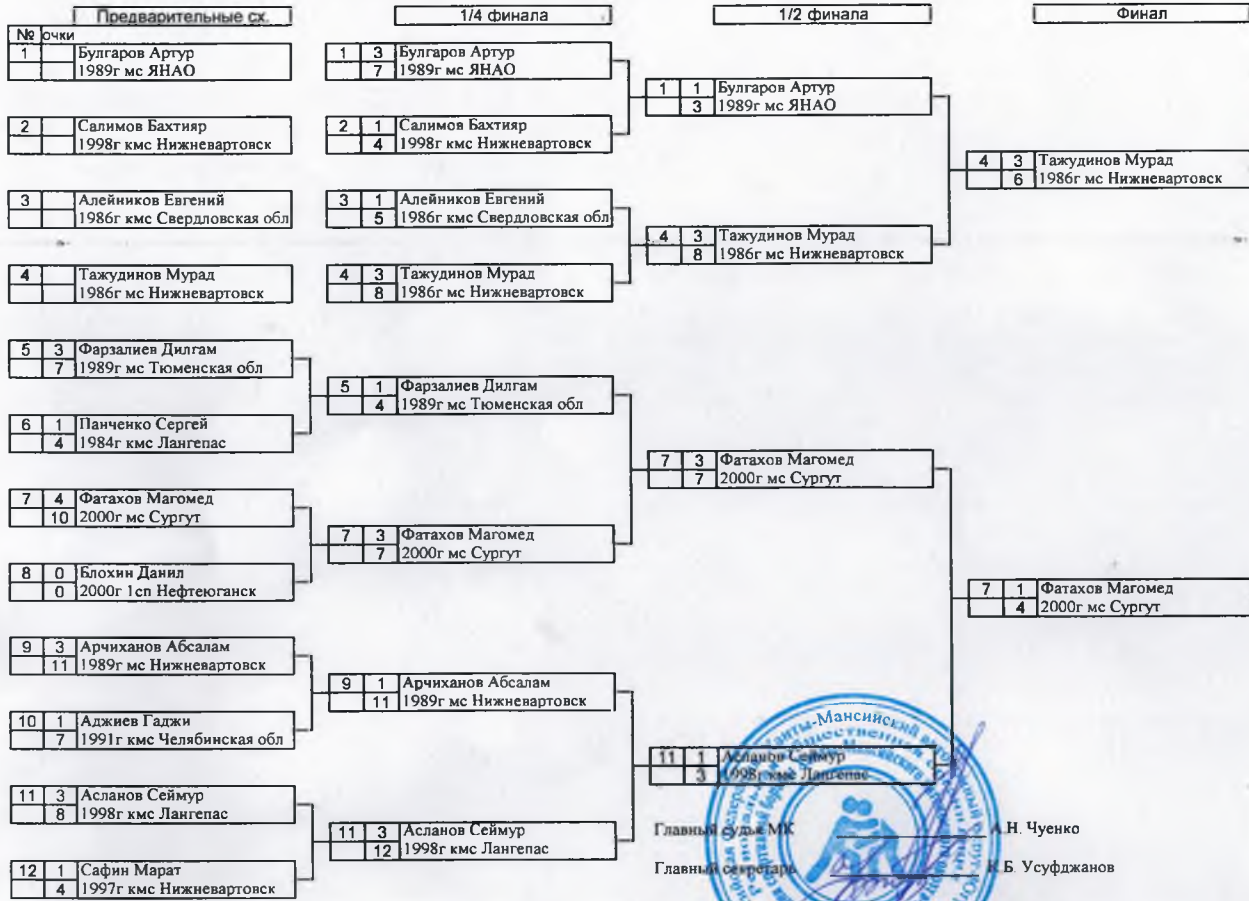 Предварительные сх.
1/4 финала
1/2 финала
Финал
№ очки
1 Булгаров Артур
1989г мс ЯНАО
2 Салимов Бахтияр
1998г кмс Нижневартовск
3 Алейников Евгений
1986г кмс Свердловская обл
4 Тажудинов Мурад
1986г мс Нижневартовск
5 3 Фарзалиев Дилгам
7 1989г мс Тюменская обл
6 1 Панченко Сергей
4 1984г кмс Лангепас
7 4 Фатахов Магомед
10 2000г мс Сургут
8 0 Блохин Данил
0 2000г 1сп Нефтеюганск
9 3 Арчиханов Абсалам
11 1989г мс Нижневартовск
10 1 Аджиев Гаджи
7 1991г кмс Челябинская обл
11 3 Асланов Сеймур
8 1998г кмс Лангепас
12 1 Сафин Марат
4 1997г кмс Нижневартовск
1 3 Булгаров Артур
7 1989г мс ЯНАО
2 1 Салимов Бахтияр
4 1998г кмс Нижневартовск
3 1 Алейников Евгений
5 1986г кмс Свердловская обл
4 3 Тажудинов Мурад
8 1986г мс Нижневартовск
5 1 Фарзалиев Дилгам
4 1989г мс Тюменская обл
7 3 Фатахов Магомед
7 2000г мс Сургут
9 1 Арчиханов Абсалам
11 1989г мс Нижневартовск
11 3 Асланов Сеймур
12 1998г кмс Лангепас
1 1 Булгаров Артур
3 1989г мс ЯНАО
4 3 Тажудинов Мурад
8 1986г мс Нижневартовск
7 3 Фатахов Магомед
7 2000г мс Сургут
11 1 Асланов Сеймур
3 1998г кмс Лангепас
4 3 Тажудинов Мурад
6 1986г мс Нижневартовск
7 1 Фатахов Магомед
4 2000г мс Сургут
Ханты-Мансийский
Главный судья МК А.Н. Чуенко
Главный секретарь К.Б. Усуфджанов